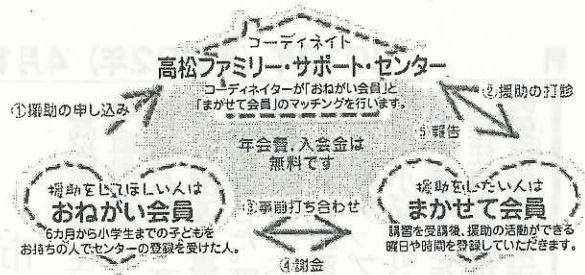 コーディネイト
高松ファミリー・サポート・センター
コーディネイターが「おねがい会員」と
「まかせて会員」のマッチングを行います。
①援助の申し込み
②援助の打診
⑤報告
年会費、入会金は
無料です
援助をしてほしい人は
おねがい会員
6カ月から小学生までの子どもを
お持ちの人でセンターの登録を受けた人。
③事前打ち合わせ
④謝金
援助をしたい人は
まかせて会員
講習を受講後、援助の活動ができる
曜日や時間を登録していただきます。